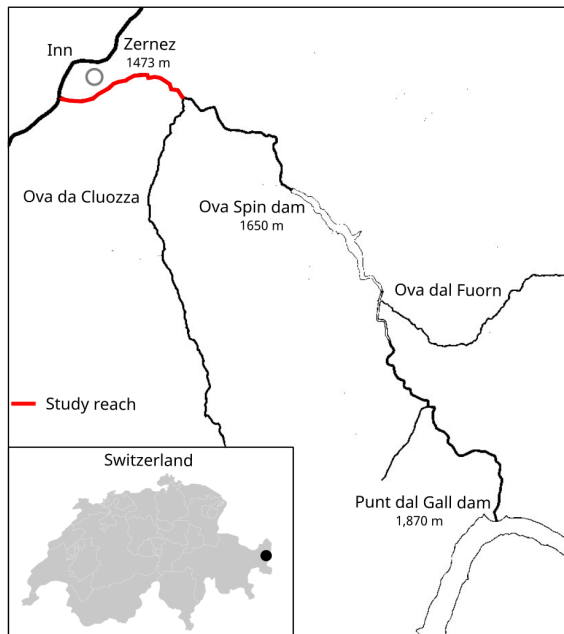 Zernez
Inn
1473 m
Ova da Cluozza
Ova Spin dam
1650 m
Ova dal Fuorn
Study reach
Switzerland
Punt dal Gall dam
1,870 m